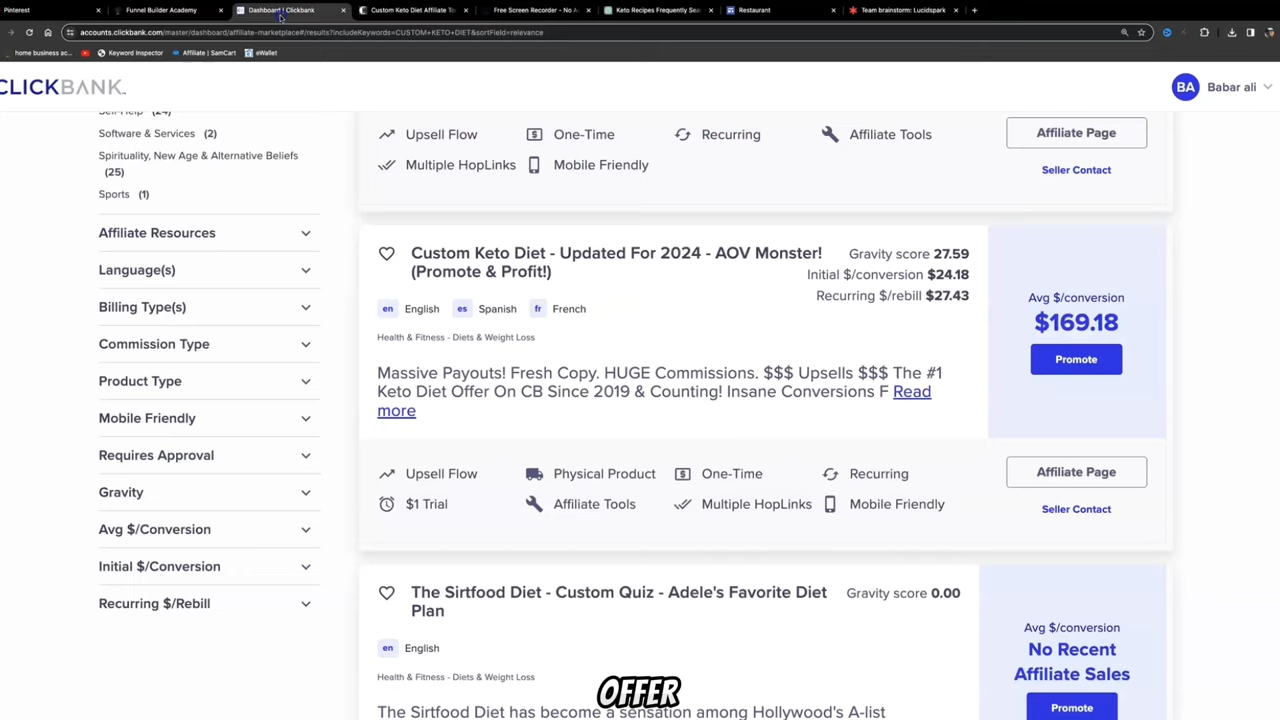 Pinterest
Funnel Builder Academy
Dashboard | Clickbank
Custom Keto Diet Affiliate To
Free Screen Recorder - No A
Keto Recipes Frequently Sea
Restaurant
Team brainstorm: Lucidspark
accounts.clickbank.com/master/dashboard/affiliate-marketplace#/results?includeKeywords=CUSTOM+KETO+DIET&sortField=relevance
home business ac...
Keyword Inspector
Affiliate | SamCart
eWallet
CLICKBANK
BA
Babar ali
Self-Help (24)
Software & Services (2)
Spirituality, New Age & Alternative Beliefs
(25)
Sports (1)
Affiliate Resources
Language(s)
Billing Type(s)
Commission Type
Product Type
Mobile Friendly
Requires Approval
Gravity
Avg $/Conversion
Initial $/Conversion
Recurring $/Rebill
Upsell Flow
One-Time
Recurring
Affiliate Tools
Multiple HopLinks
Mobile Friendly
Affiliate Page
Seller Contact
Custom Keto Diet - Updated For 2024 - AOV Monster!
(Promote & Profit!)
Gravity score 27.59
Initial $/conversion $24.18
Recurring $/rebill $27.43
en English
es Spanish
fr French
Health & Fitness - Diets & Weight Loss
Massive Payouts! Fresh Copy. HUGE Commissions. $$$ Upsells $$$ The #1
Keto Diet Offer On CB Since 2019 & Counting! Insane Conversions F Read
more
Avg $/conversion
$169.18
Promote
Upsell Flow
Physical Product
One-Time
Recurring
$1 Trial
Affiliate Tools
Multiple HopLinks
Mobile Friendly
Affiliate Page
Seller Contact
The Sirtfood Diet - Custom Quiz - Adele's Favorite Diet
Plan
Gravity score 0.00
en English
Health & Fitness - Diets & Weight Loss
The Sirtfood Diet has become a sensation among Hollywood's A-list
Avg $/conversion
No Recent
Affiliate Sales
Promote
OFFER